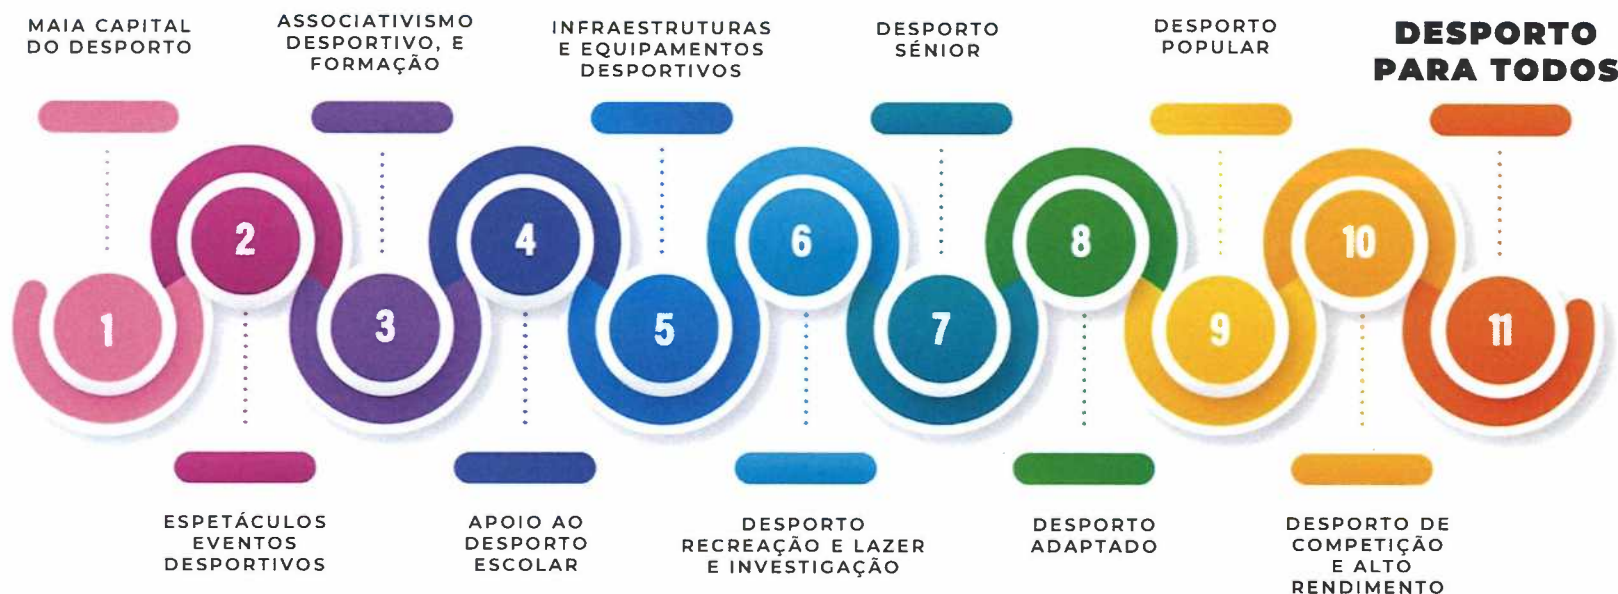 MAIA CAPITAL
DO DESPORTO
ASSOCIATIVISMO
DESPORTIVO, E
FORMAÇÃO
INFRAESTRUTURAS
E EQUIPAMENTOS
DESPORTIVOS
DESPORTO
SÉNIOR
DESPORTO
POPULAR
DESPORTO
PARA TODOS
1
2
3
4
5
6
7
8
9
10
11
ESPETÁCULOS
EVENTOS
DESPORTIVOS
APOIO AO
DESPORTO
ESCOLAR
DESPORTO
RECREAÇÃO E LAZER
E INVESTIGAÇÃO
DESPORTO
ADAPTADO
DESPORTO DE
COMPETIÇÃO
E ALTO
RENDIMENTO